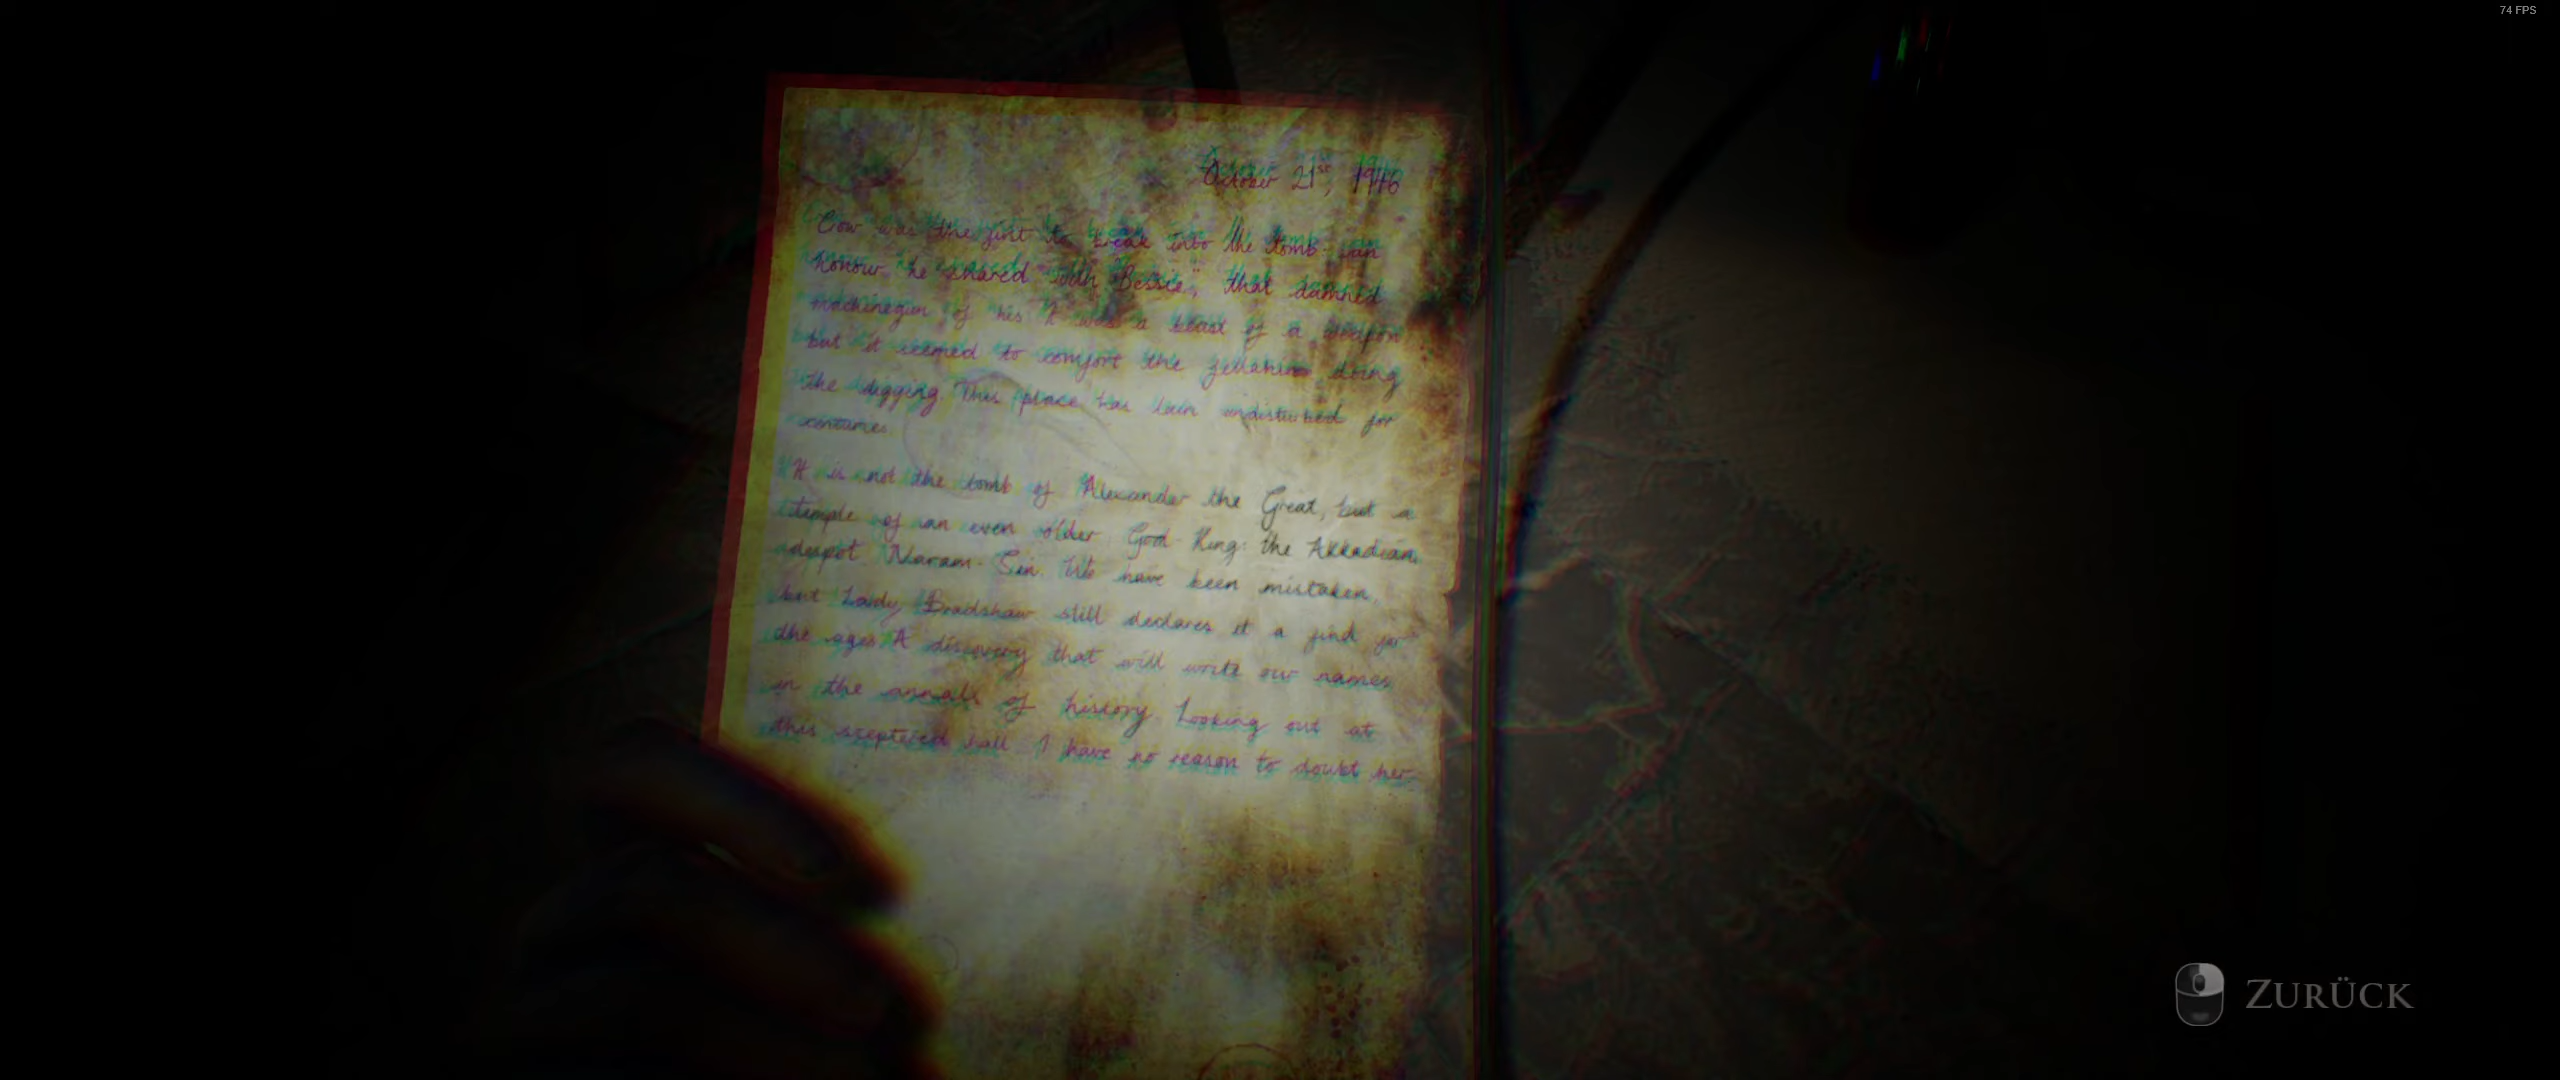 74 FPS
October 21st, 1946
Cow was the first to break into the tomb - an
honour he shared with "Bessie", that damned
machinegun of his. It was a beast of a weapon
but it seemed to comfort the fellahin doing
the digging. This place has lain undisturbed for
centuries.
It is not the tomb of Alexander the Great, but a
temple of an even older God-King: the Akkadian
despot Naram-Sin. We have been mistaken,
but Lady Bradshaw still declares it a find for
the ages. A discovery that will write our names
in the annals of history. Looking out at
this sceptered hall I have no reason to doubt her.
ZURÜCK